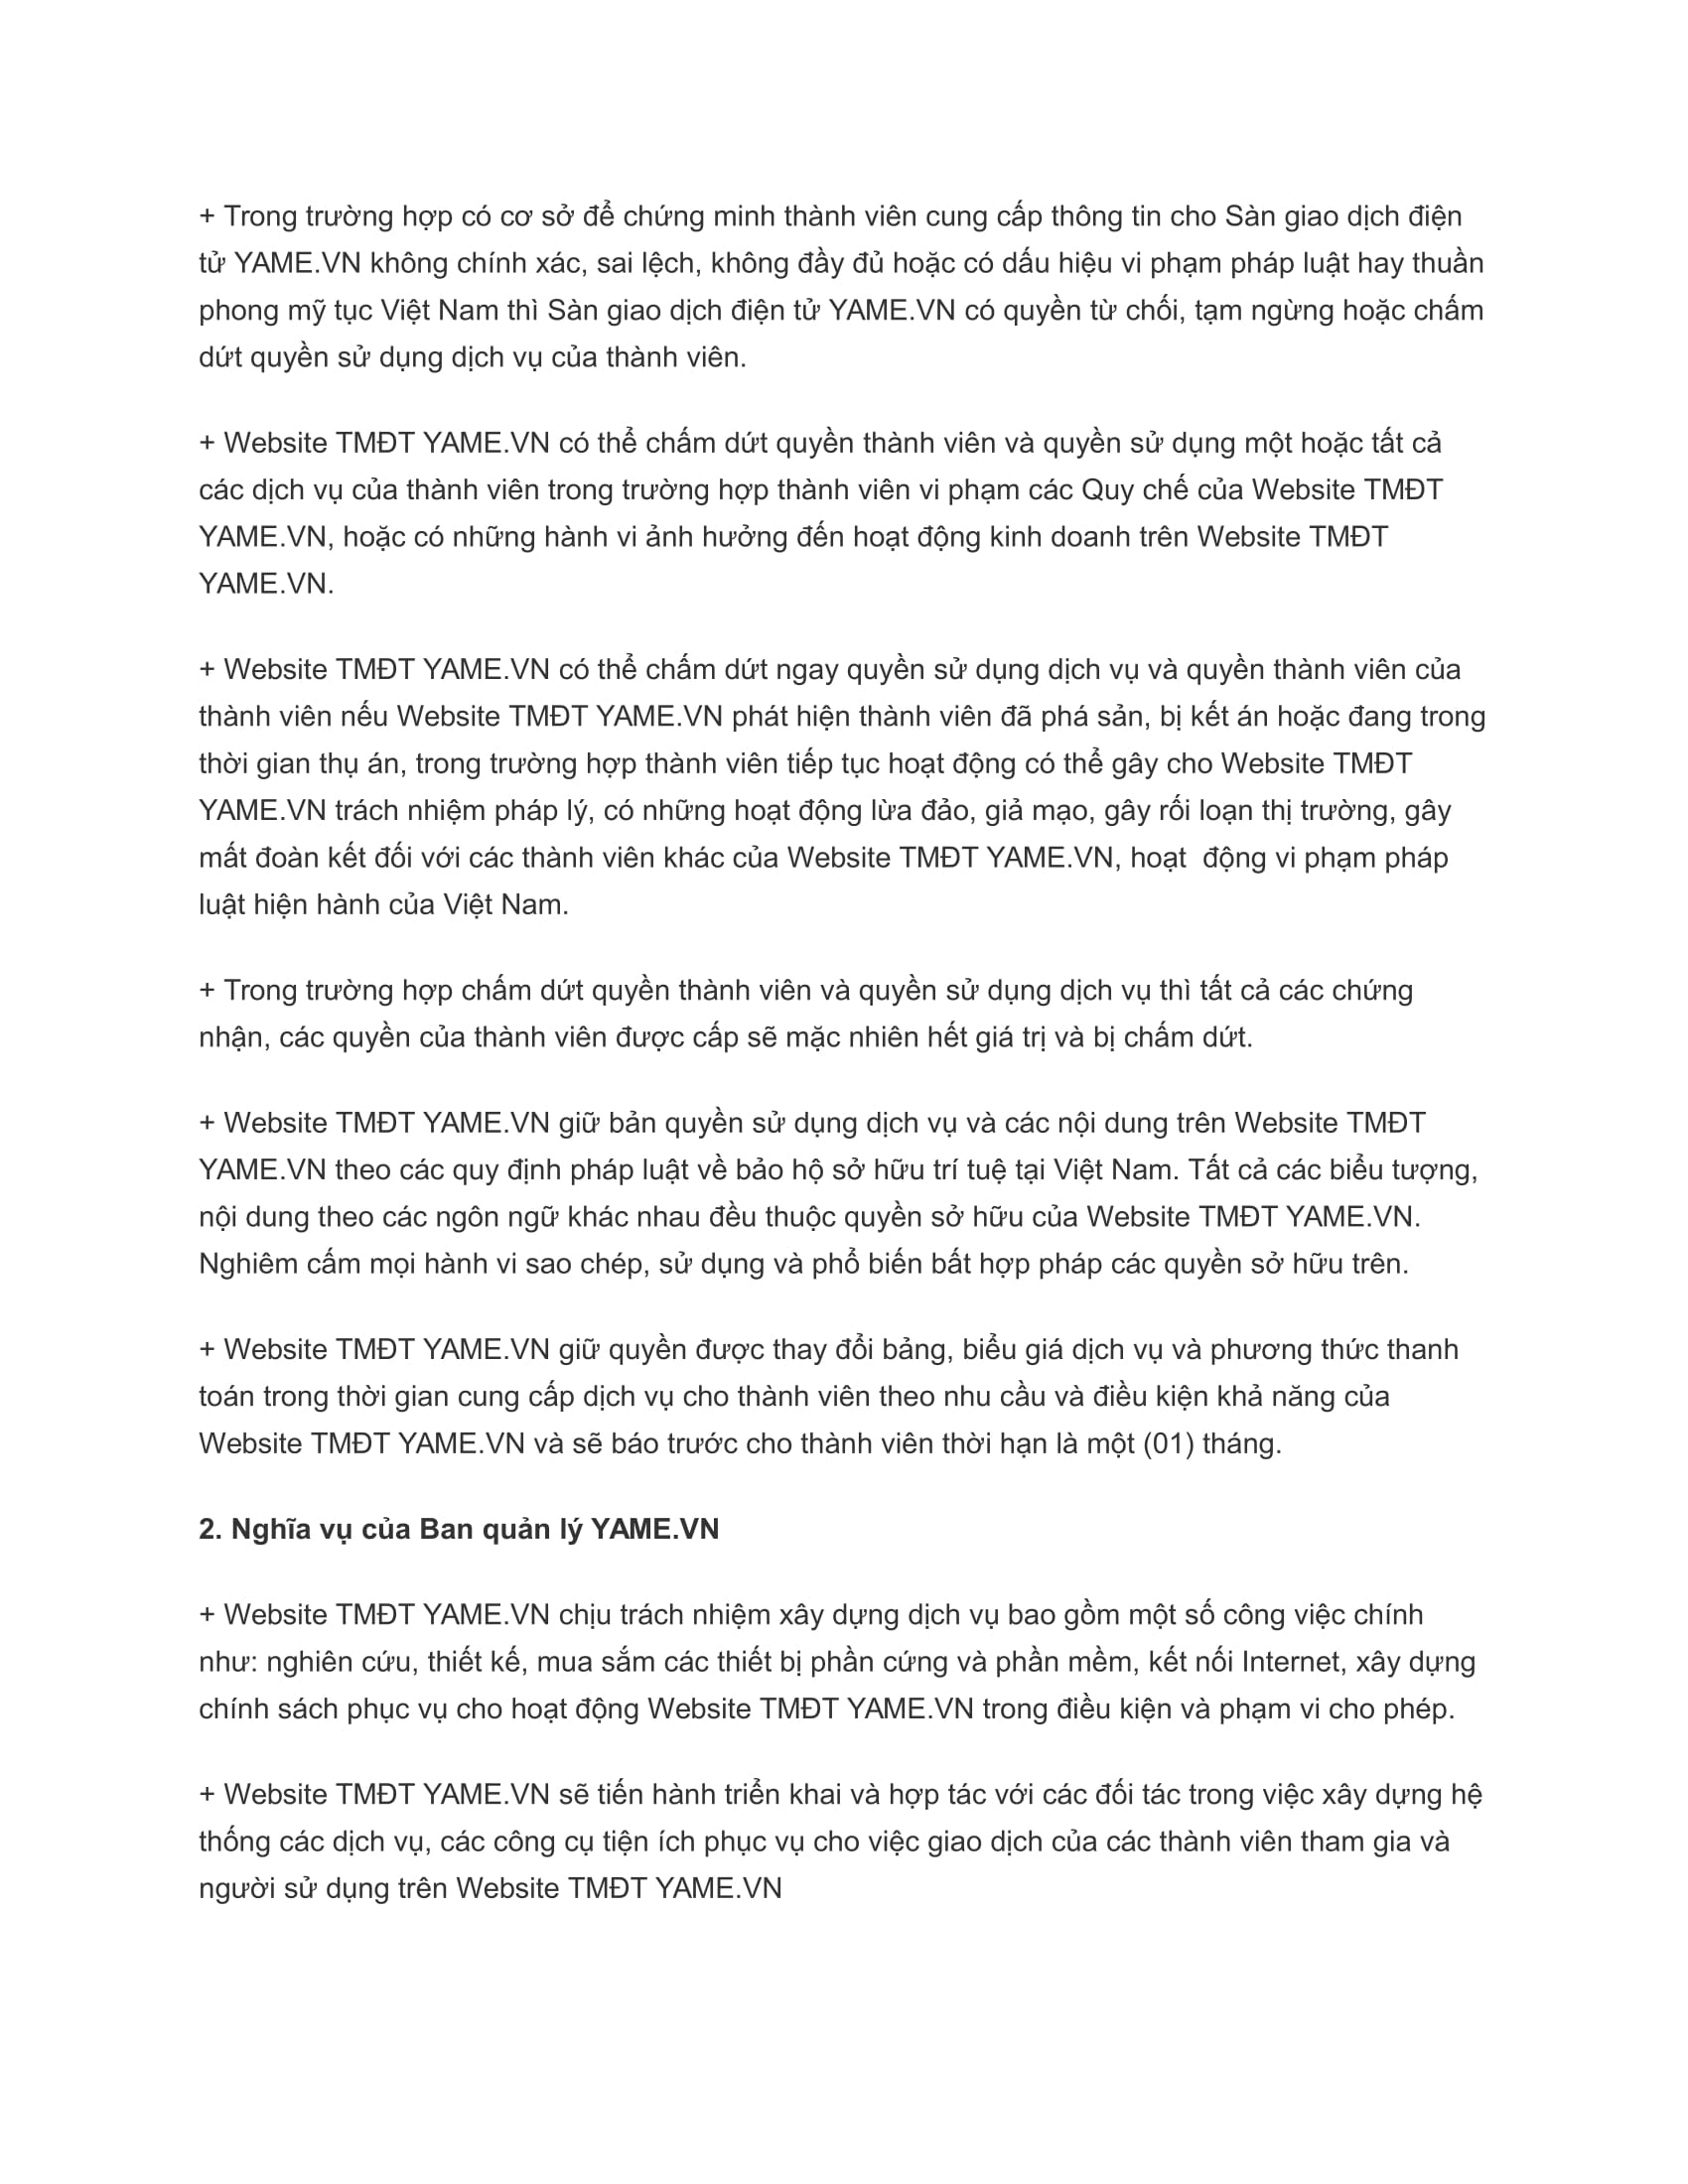 + Trong trường hợp có cơ sở để chứng minh thành viên cung cấp thông tin cho Sàn giao dịch điện
tử YAME.VN không chính xác, sai lệch, không đầy đủ hoặc có dấu hiệu vi phạm pháp luật hay thuần
phong mỹ tục Việt Nam thì Sàn giao dịch điện tử YAME.VN có quyền từ chối, tạm ngừng hoặc chấm
dứt quyền sử dụng dịch vụ của thành viên.
+ Website TMĐT YAME.VN có thể chấm dứt quyền thành viên và quyền sử dụng một hoặc tất cả
các dịch vụ của thành viên trong trường hợp thành viên vi phạm các Quy chế của Website TMĐT
YAME.VN, hoặc có những hành vi ảnh hưởng đến hoạt động kinh doanh trên Website TMĐT
YAME.VN.
+ Website TMĐT YAME.VN có thể chấm dứt ngay quyền sử dụng dịch vụ và quyền thành viên của
thành viên nếu Website TMĐT YAME.VN phát hiện thành viên đã phá sản, bị kết án hoặc đang trong
thời gian thụ án, trong trường hợp thành viên tiếp tục hoạt động có thể gây cho Website TMĐT
YAME.VN trách nhiệm pháp lý, có những hoạt động lừa đảo, giả mạo, gây rối loạn thị trường, gây
mất đoàn kết đối với các thành viên khác của Website TMĐT YAME.VN, hoạt  động vi phạm pháp
luật hiện hành của Việt Nam.
+ Trong trường hợp chấm dứt quyền thành viên và quyền sử dụng dịch vụ thì tất cả các chứng
nhận, các quyền của thành viên được cấp sẽ mặc nhiên hết giá trị và bị chấm dứt.
+ Website TMĐT YAME.VN giữ bản quyền sử dụng dịch vụ và các nội dung trên Website TMĐT
YAME.VN theo các quy định pháp luật về bảo hộ sở hữu trí tuệ tại Việt Nam. Tất cả các biểu tượng,
nội dung theo các ngôn ngữ khác nhau đều thuộc quyền sở hữu của Website TMĐT YAME.VN.
Nghiêm cấm mọi hành vi sao chép, sử dụng và phổ biến bất hợp pháp các quyền sở hữu trên.
+ Website TMĐT YAME.VN giữ quyền được thay đổi bảng, biểu giá dịch vụ và phương thức thanh
toán trong thời gian cung cấp dịch vụ cho thành viên theo nhu cầu và điều kiện khả năng của
Website TMĐT YAME.VN và sẽ báo trước cho thành viên thời hạn là một (01) tháng.
2. Nghĩa vụ của Ban quản lý YAME.VN
+ Website TMĐT YAME.VN chịu trách nhiệm xây dựng dịch vụ bao gồm một số công việc chính
như: nghiên cứu, thiết kế, mua sắm các thiết bị phần cứng và phần mềm, kết nối Internet, xây dựng
chính sách phục vụ cho hoạt động Website TMĐT YAME.VN trong điều kiện và phạm vi cho phép.
+ Website TMĐT YAME.VN sẽ tiến hành triển khai và hợp tác với các đối tác trong việc xây dựng hệ
thống các dịch vụ, các công cụ tiện ích phục vụ cho việc giao dịch của các thành viên tham gia và
người sử dụng trên Website TMĐT YAME.VN